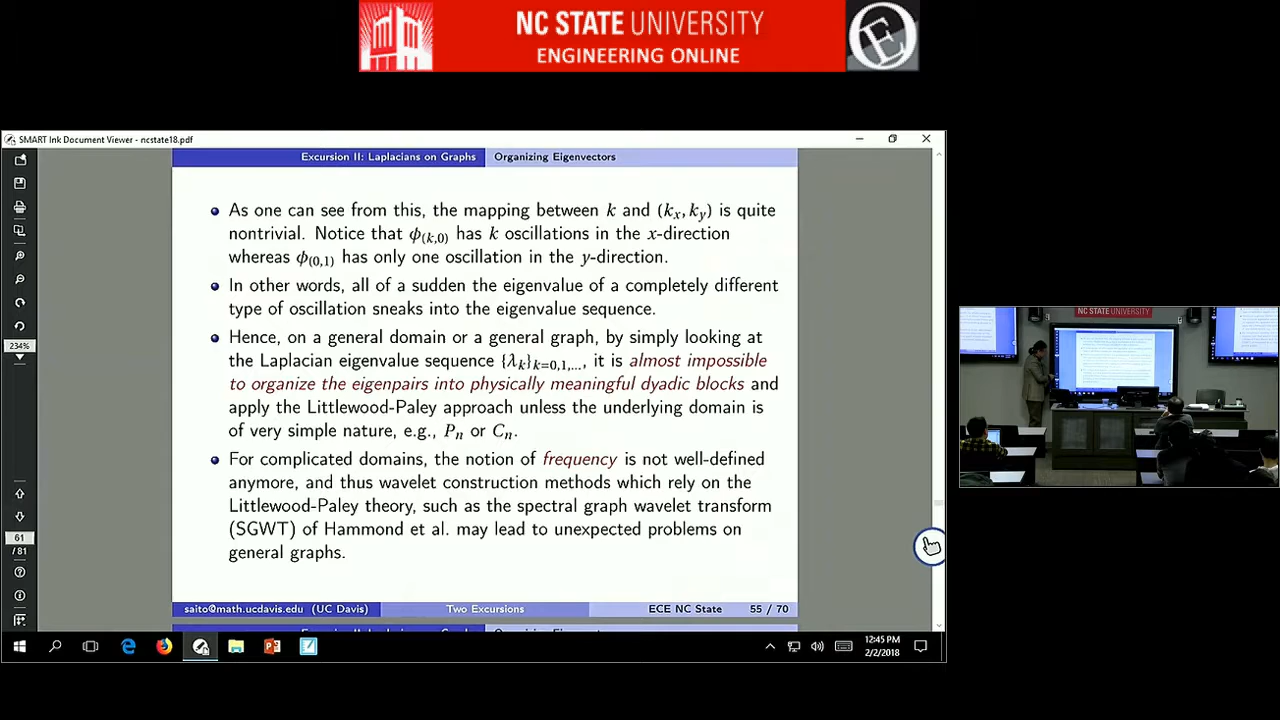 NC STATE UNIVERSITY
ENGINEERING ONLINE
SMART Ink Document Viewer - ncstate18.pdf
Excursion II: Laplacians on Graphs Organizing Eigenvectors
As one can see from this, the mapping between k and (kx, ky) is quite
nontrivial. Notice that ϕ(k,0) has k oscillations in the x-direction
whereas ϕ(0,1) has only one oscillation in the y-direction.
In other words, all of a sudden the eigenvalue of a completely different
type of oscillation sneaks into the eigenvalue sequence.
Hence, on a general domain or a general graph, by simply looking at
the Laplacian eigenvalue sequence {λk}k=0,1,..., it is almost impossible
to organize the eigenpairs into physically meaningful dyadic blocks and
apply the Littlewood-Paley approach unless the underlying domain is
of very simple nature, e.g., Pn or Cn.
For complicated domains, the notion of frequency is not well-defined
anymore, and thus wavelet construction methods which rely on the
Littlewood-Paley theory, such as the spectral graph wavelet transform
(SGWT) of Hammond et al. may lead to unexpected problems on
general graphs.
saito@math.ucdavis.edu (UC Davis) Two Excursions ECE NC State 55 / 70
234%
61
/ 81
12:45 PM
2/2/2018
NC STATE UNIVERSITY